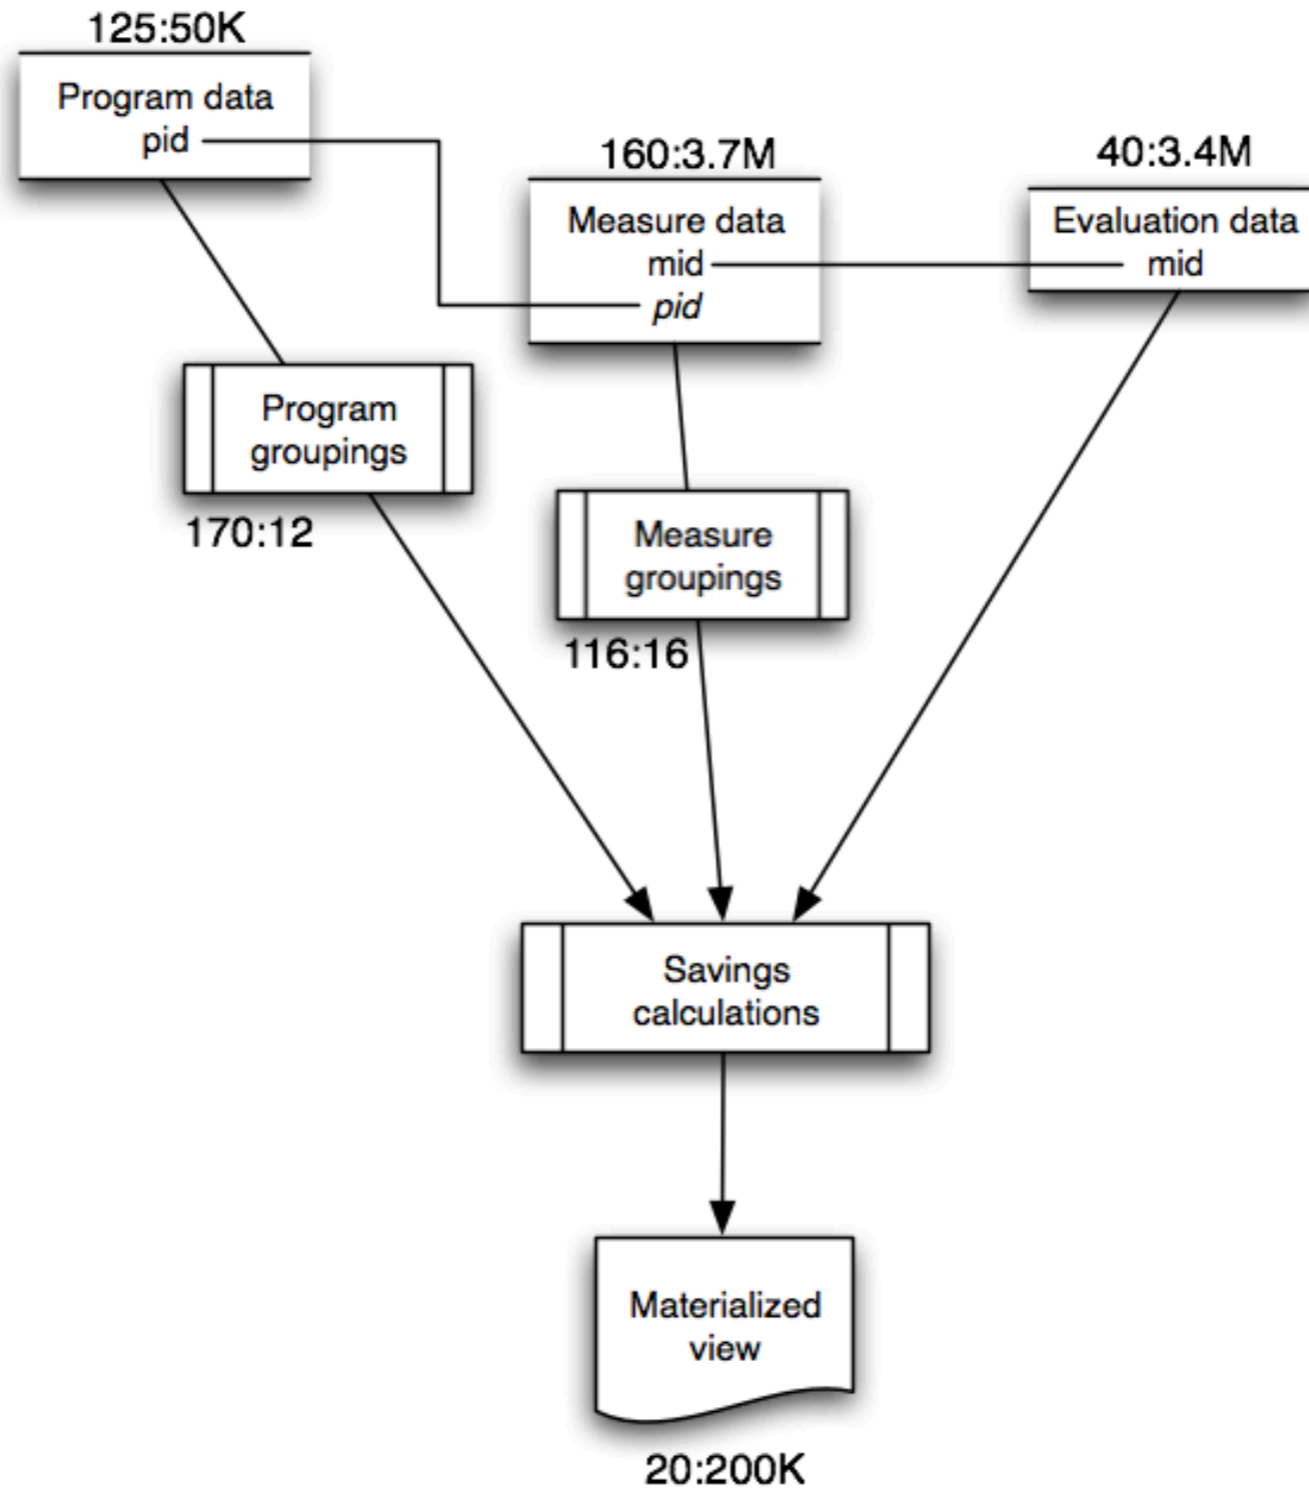 125:50K
Program data
pid
160:3.7M
Measure data
mid
pid
40:3.4M
Evaluation data
mid
Program
groupings
170:12
Measure
groupings
116:16
Savings
calculations
Materialized
view
20:200K